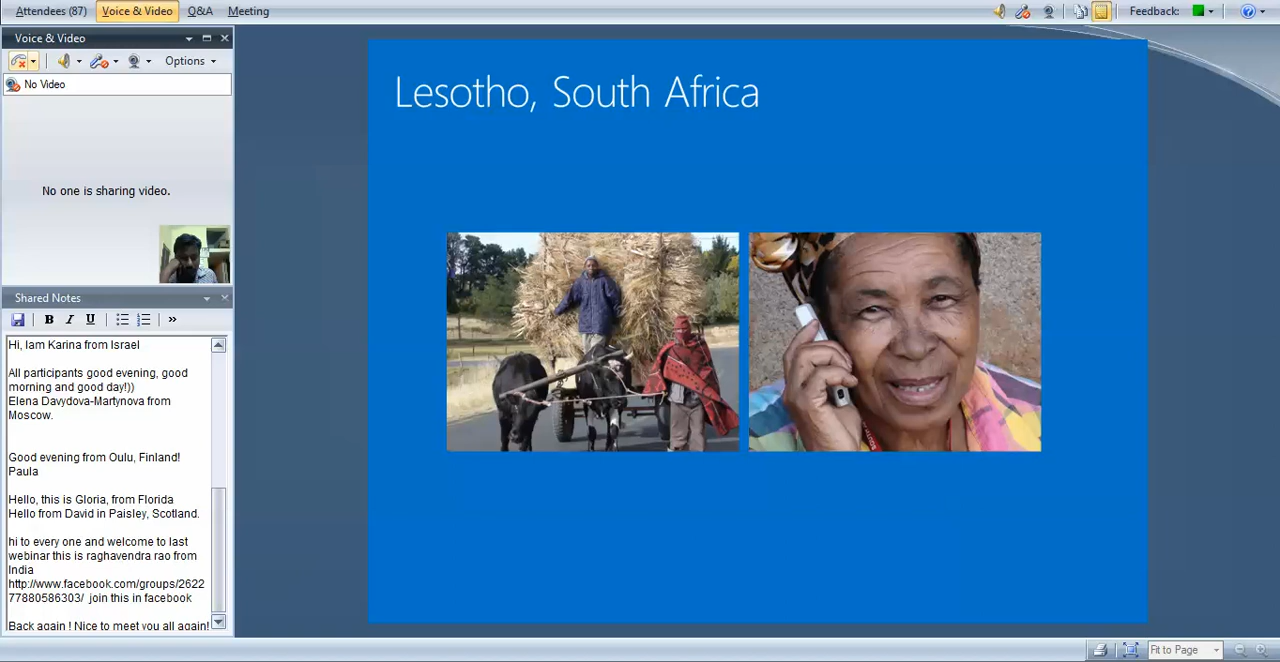 Attendees (87) Voice & Video Q&A Meeting Feedback:
Voice & Video
Options
No Video
No one is sharing video.
Shared Notes
B I U »
Hi, Iam Karina from Israel
All participants good evening, good
morning and good day!))
Elena Davydova-Martynova from
Moscow.
Good evening from Oulu, Finland!
Paula
Hello, this is Gloria, from Florida
Hello from David in Paisley, Scotland.
hi to every one and welcome to last
webinar this is raghavendra rao from
India
http://www.facebook.com/groups/2622
77880586303/ join this in facebook
Back again ! Nice to meet you all again!
Lesotho, South Africa
Fit to Page